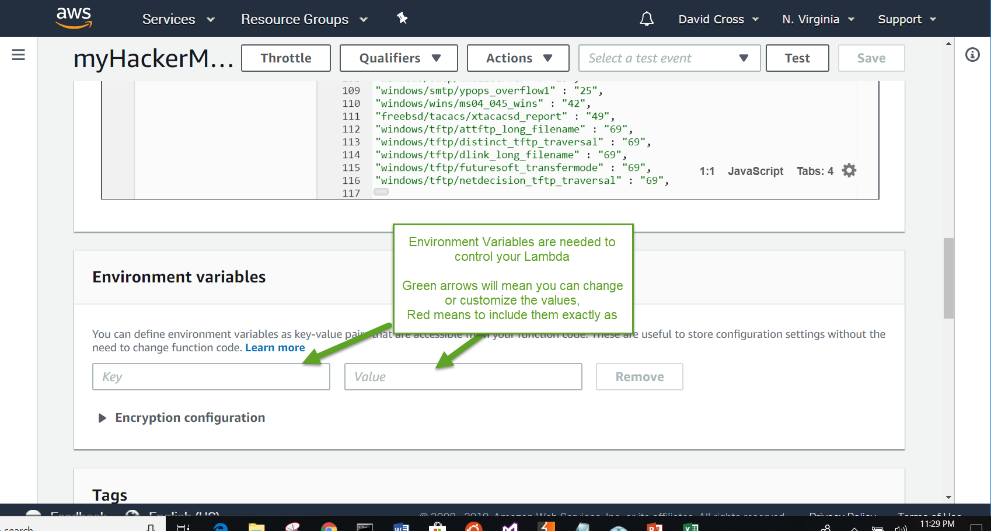 aws
Services
Resource Groups
David Cross
N. Virginia
Support
myHackerM...
Throttle
Qualifiers
Actions
Select a test event
Test
Save
109 "windows/smtp/ypops_overflow1" : "25",
110 "windows/wins/ms04_045_wins" : "42",
111 "freebsd/tacacs/xtacacsd_report" : "49",
112 "windows/tftp/attftp_long_filename" : "69",
113 "windows/tftp/distinct_tftp_traversal" : "69",
114 "windows/tftp/dlink_long_filename" : "69",
115 "windows/tftp/futuresoft_transfermode" : "69",
116 "windows/tftp/netdecision_tftp_traversal" : "69",
117
1:1 JavaScript Tabs: 4
Environment Variables are needed to
control your Lambda
Green arrows will mean you can change
or customize the values,
Red means to include them exactly as
Environment variables
You can define environment variables as key-value pairs that are accessible from your function code. These are useful to store configuration settings without the
need to change function code. Learn more
Key
Value
Remove
Encryption configuration
Tags
Feedback
English (US)
11:29 PM